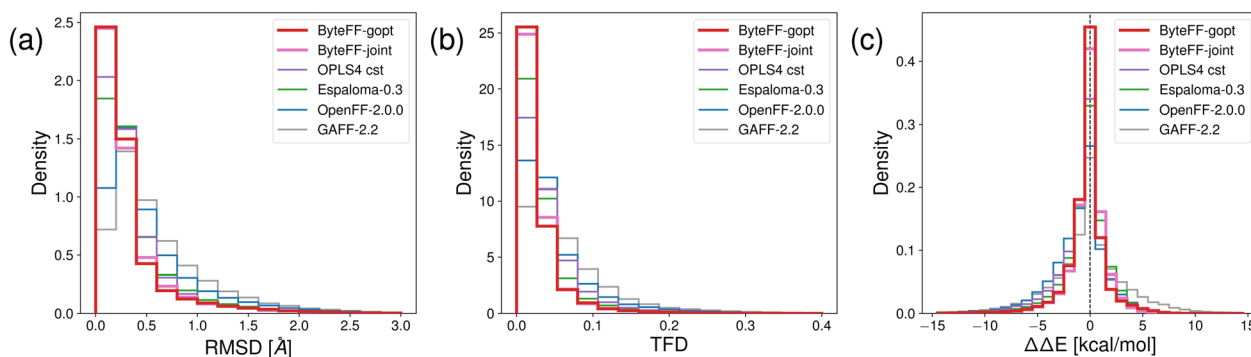 (a)
Density
2.5
2.0
1.5
1.0
0.5
0.0
0.0 0.5 1.0 1.5 2.0 2.5 3.0
RMSD [Å]
ByteFF-gopt
ByteFF-joint
OPLS4 cst
Espaloma-0.3
OpenFF-2.0.0
GAFF-2.2
(b)
Density
25
20
15
10
5
0
0.0 0.1 0.2 0.3 0.4
TFD
ByteFF-gopt
ByteFF-joint
OPLS4 cst
Espaloma-0.3
OpenFF-2.0.0
GAFF-2.2
(c)
Density
0.4
0.3
0.2
0.1
0.0
−15 −10 −5 0 5 10 15
ΔΔE [kcal/mol]
ByteFF-gopt
ByteFF-joint
OPLS4 cst
Espaloma-0.3
OpenFF-2.0.0
GAFF-2.2